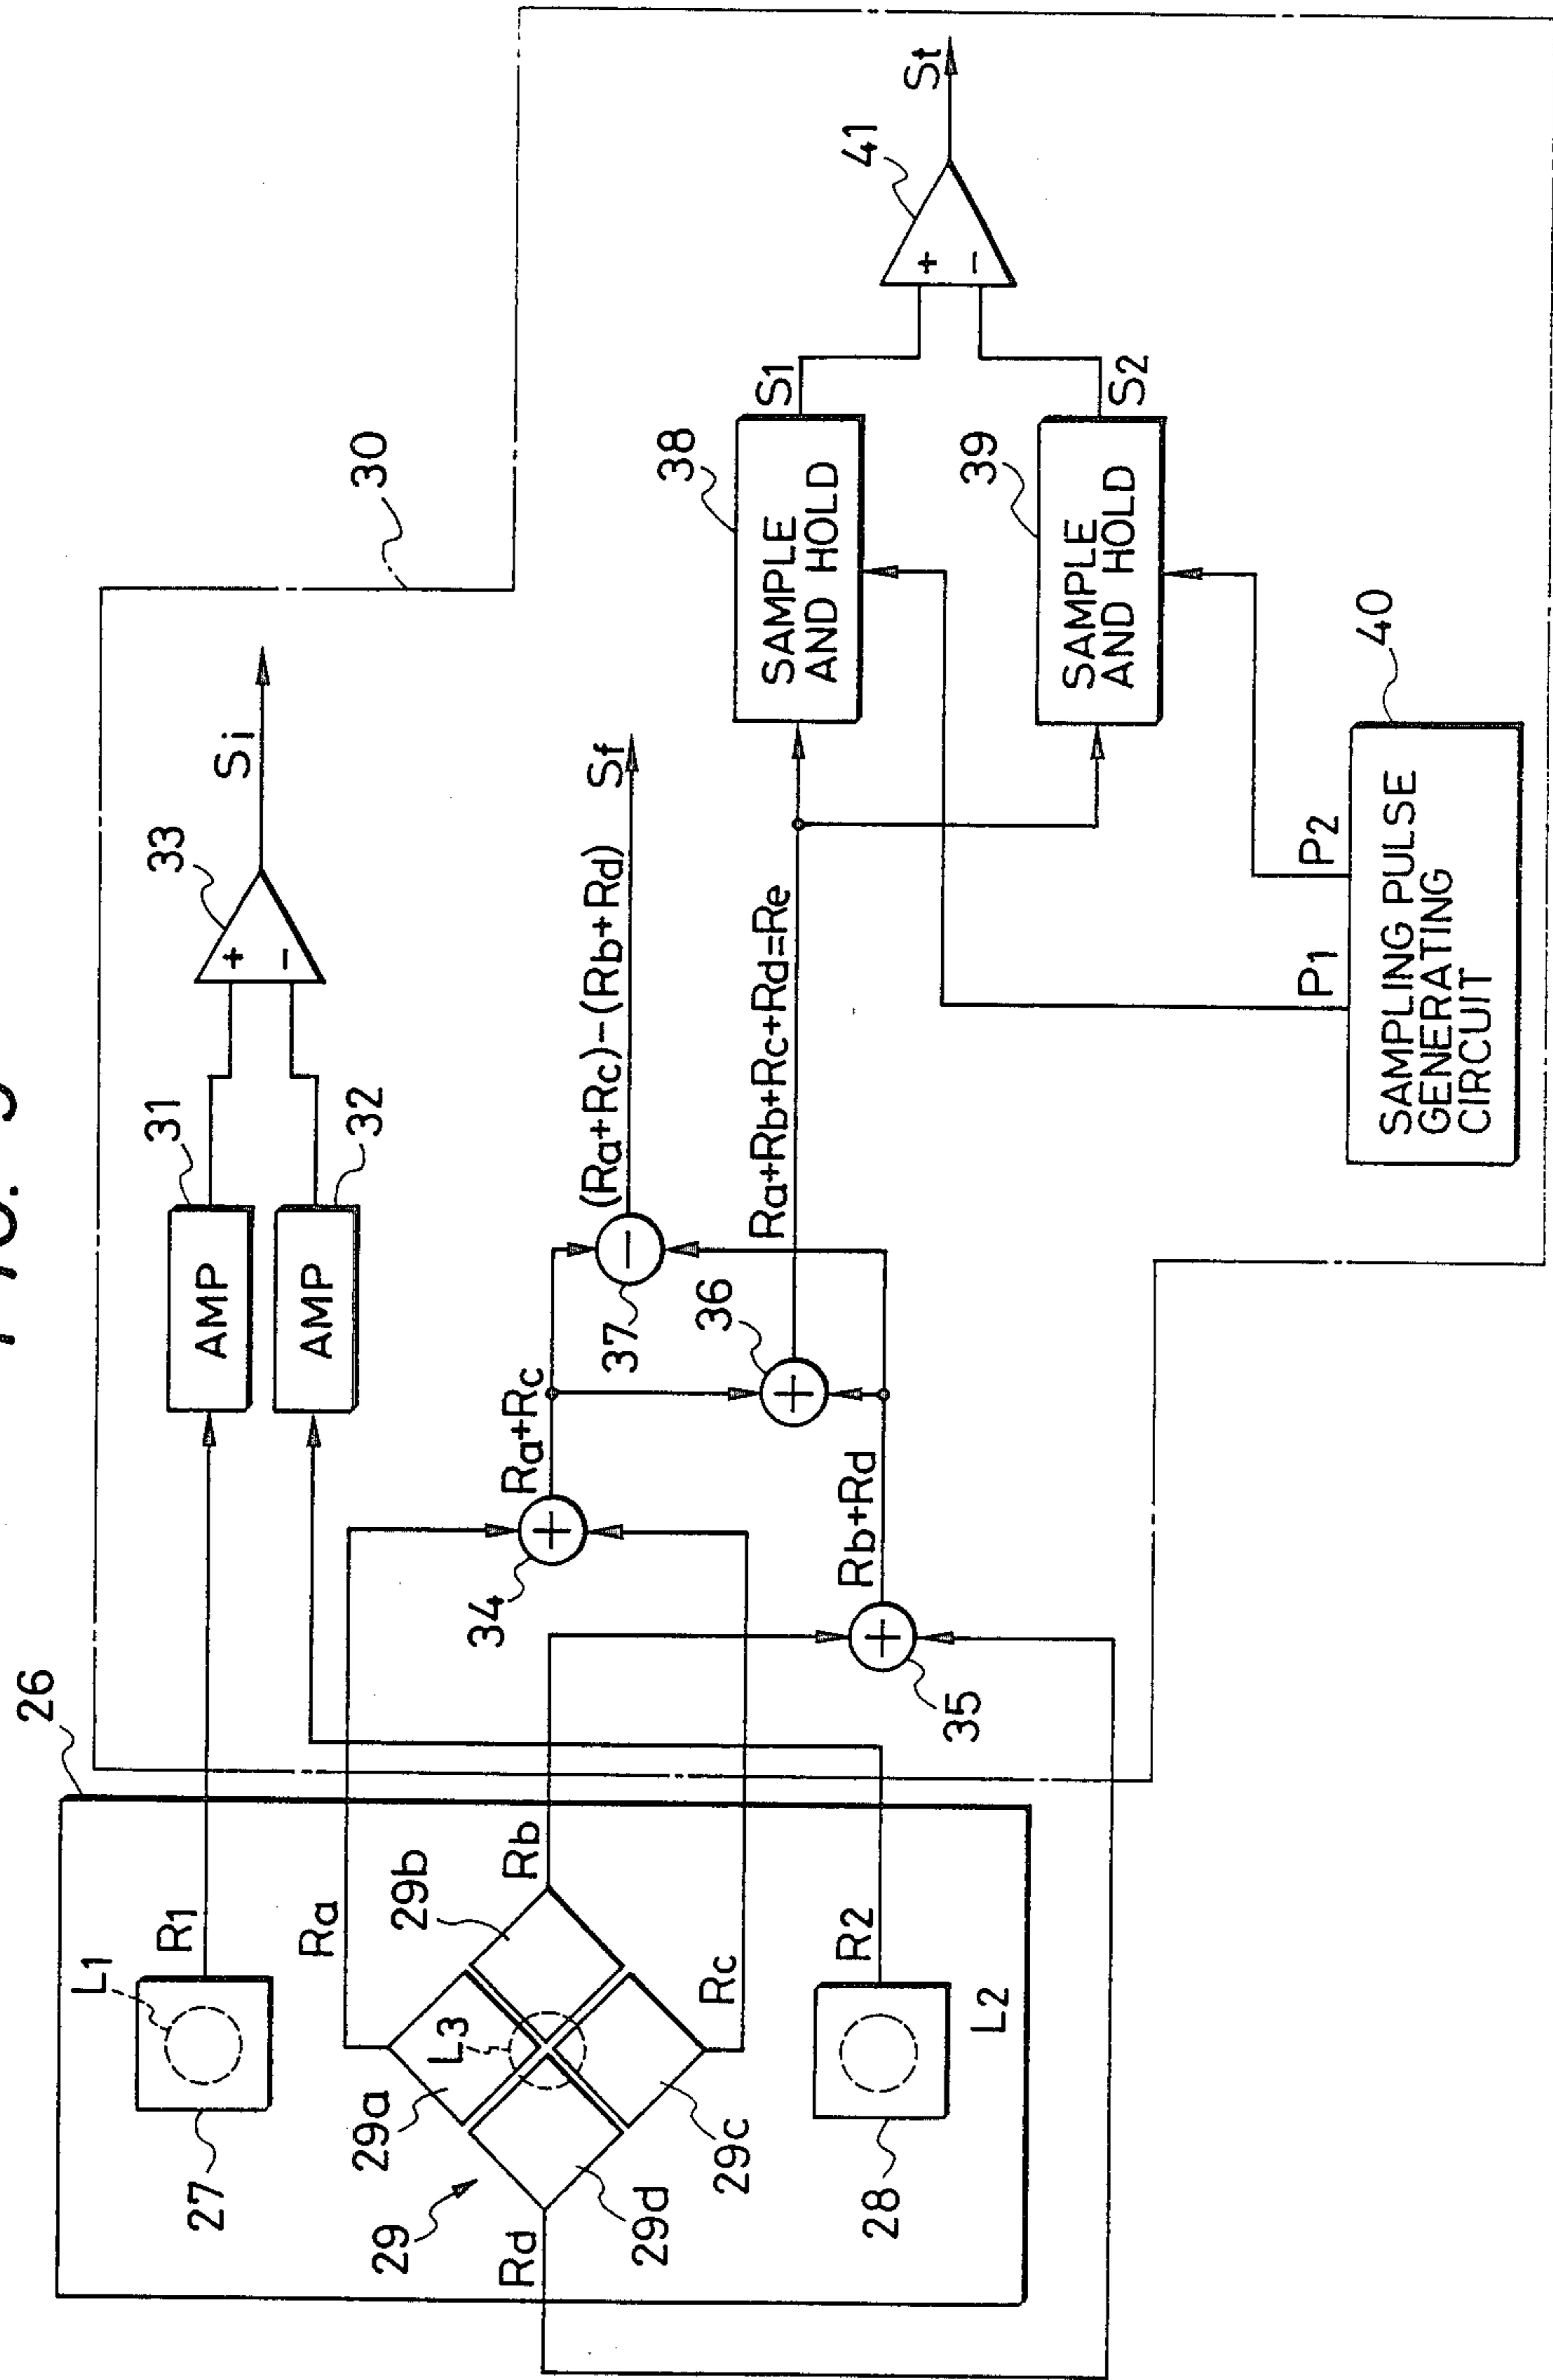 26
30
L1
R1
27
31
AMP
AMP
32
33
+
−
Si
Ra
29a
L3
29b
Rb
29
29d
29c
Rc
Rd
34
+
Ra+Rc
37
−
(Ra+Rc)−(Rb+Rd)
Sf
36
+
Ra+Rb+Rc+Rd=Re
35
+
Rb+Rd
28
R2
L2
38
SAMPLE
AND HOLD
S1
39
SAMPLE
AND HOLD
S2
41
+
−
St
P1
P2
40
SAMPLING PULSE
GENERATING
CIRCUIT